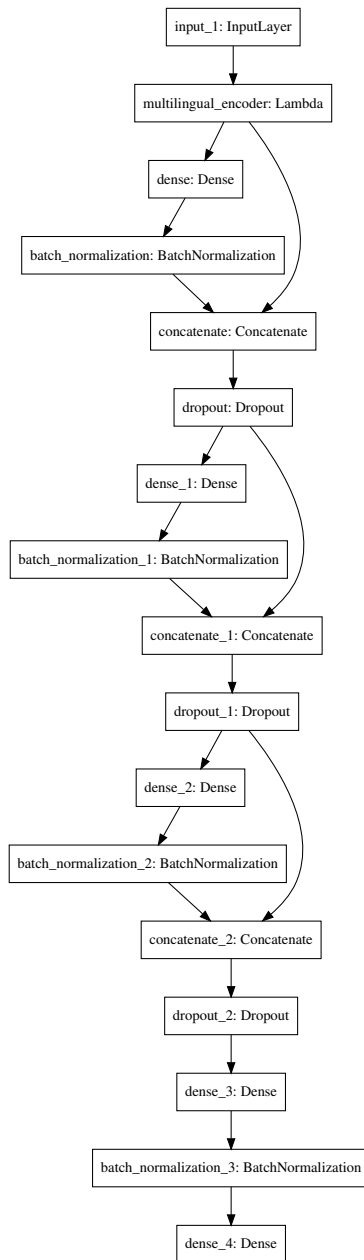 input_1: InputLayer
multilingual_encoder: Lambda
dense: Dense
batch_normalization: BatchNormalization
concatenate: Concatenate
dropout: Dropout
dense_1: Dense
batch_normalization_1: BatchNormalization
concatenate_1: Concatenate
dropout_1: Dropout
dense_2: Dense
batch_normalization_2: BatchNormalization
concatenate_2: Concatenate
dropout_2: Dropout
dense_3: Dense
batch_normalization_3: BatchNormalization
dense_4: Dense